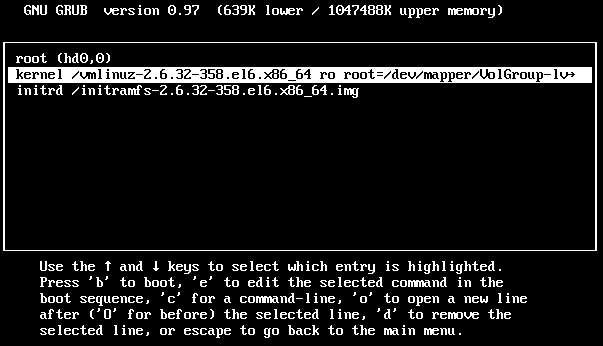 GNU GRUB  version 0.97  (639K lower / 1047488K upper memory)
root (hd0,0)
kernel /vmlinuz-2.6.32-358.el6.x86_64 ro root=/dev/mapper/VolGroup-lv→
initrd /initramfs-2.6.32-358.el6.x86_64.img
Use the ↑ and ↓ keys to select which entry is highlighted.
Press 'b' to boot, 'e' to edit the selected command in the
boot sequence, 'c' for a command-line, 'o' to open a new line
after ('O' for before) the selected line, 'd' to remove the
selected line, or escape to go back to the main menu.